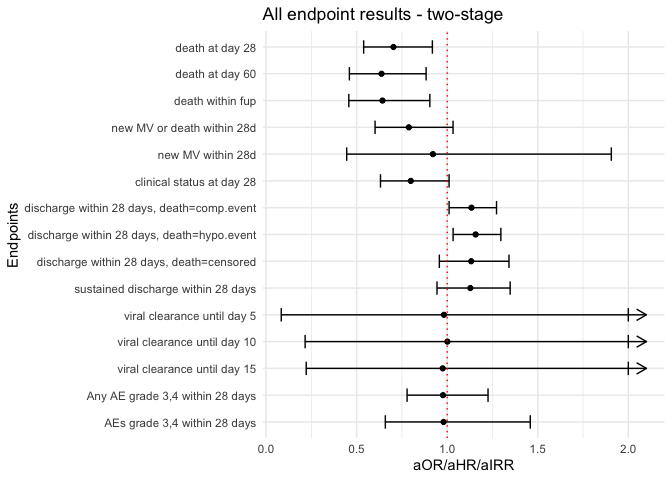 All endpoint results - two-stage
Endpoints
death at day 28
death at day 60
death within fup
new MV or death within 28d
new MV within 28d
clinical status at day 28
discharge within 28 days, death=comp.event
discharge within 28 days, death=hypo.event
discharge within 28 days, death=censored
sustained discharge within 28 days
viral clearance until day 5
viral clearance until day 10
viral clearance until day 15
Any AE grade 3,4 within 28 days
AEs grade 3,4 within 28 days
0.0 0.5 1.0 1.5 2.0
aOR/aHR/aIRR